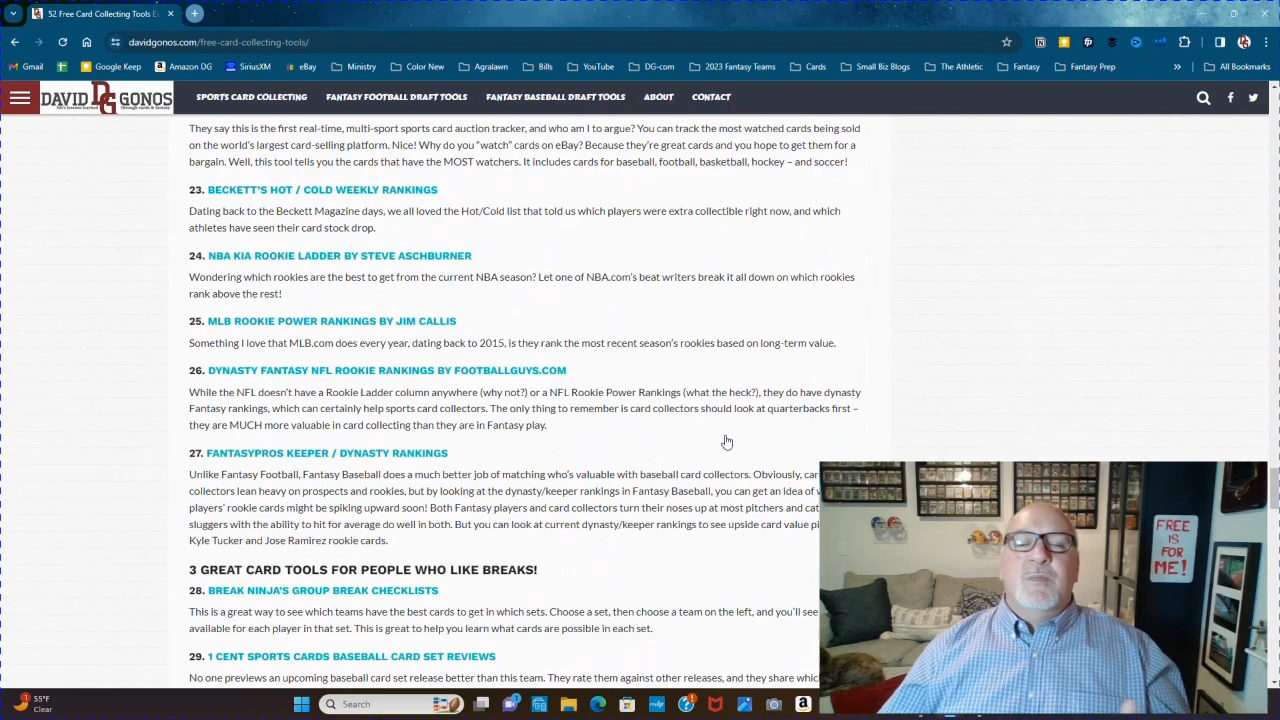 52 Free Card Collecting Tools E
davidgonos.com/free-card-collecting-tools/
Gmail Google Keep Amazon DG SiriusXM eBay Ministry Color New Agralawn Bills YouTube DG-com 2023 Fantasy Teams Cards Small Biz Blogs The Athletic Fantasy Fantasy Prep » All Bookmarks
DAVID DG GONOS SPORTS CARD COLLECTING FANTASY FOOTBALL DRAFT TOOLS FANTASY BASEBALL DRAFT TOOLS ABOUT CONTACT
They say this is the first real-time, multi-sport sports card auction tracker, and who am I to argue? You can track the most watched cards being sold
on the world's largest card-selling platform. Nice! Why do you "watch" cards on eBay? Because they're great cards and you hope to get them for a
bargain. Well, this tool tells you the cards that have the MOST watchers. It includes cards for baseball, football, basketball, hockey – and soccer!
23. BECKETT'S HOT / COLD WEEKLY RANKINGS
Dating back to the Beckett Magazine days, we all loved the Hot/Cold list that told us which players were extra collectible right now, and which
athletes have seen their card stock drop.
24. NBA KIA ROOKIE LADDER BY STEVE ASCHBURNER
Wondering which rookies are the best to get from the current NBA season? Let one of NBA.com's beat writers break it all down on which rookies
rank above the rest!
25. MLB ROOKIE POWER RANKINGS BY JIM CALLIS
Something I love that MLB.com does every year, dating back to 2015, is they rank the most recent season's rookies based on long-term value.
26. DYNASTY FANTASY NFL ROOKIE RANKINGS BY FOOTBALLGUYS.COM
While the NFL doesn't have a Rookie Ladder column anywhere (why not?) or a NFL Rookie Power Rankings (what the heck?), they do have dynasty
Fantasy rankings, which can certainly help sports card collectors. The only thing to remember is card collectors should look at quarterbacks first –
they are MUCH more valuable in card collecting than they are in Fantasy play.
27. FANTASYPROS KEEPER / DYNASTY RANKINGS
Unlike Fantasy Football, Fantasy Baseball does a much better job of matching who's valuable with baseball card collectors. Obviously, car
collectors lean heavy on prospects and rookies, but by looking at the dynasty/keeper rankings in Fantasy Baseball, you can get an idea of w
players' rookie cards might be spiking upward soon! Both Fantasy players and card collectors turn their noses up at most pitchers and cat
sluggers with the ability to hit for average do well in both. But you can look at current dynasty/keeper rankings to see upside card value pi
Kyle Tucker and Jose Ramirez rookie cards.
3 GREAT CARD TOOLS FOR PEOPLE WHO LIKE BREAKS!
28. BREAK NINJA'S GROUP BREAK CHECKLISTS
This is a great way to see which teams have the best cards to get in which sets. Choose a set, then choose a team on the left, and you'll see
available for each player in that set. This is great to help you learn what cards are possible in each set.
29. 1 CENT SPORTS CARDS BASEBALL CARD SET REVIEWS
No one previews an upcoming baseball card set release better than this team. They rate them against other releases, and they share whic
FREE
IS
FOR
ME!
55°F
Clear
Search